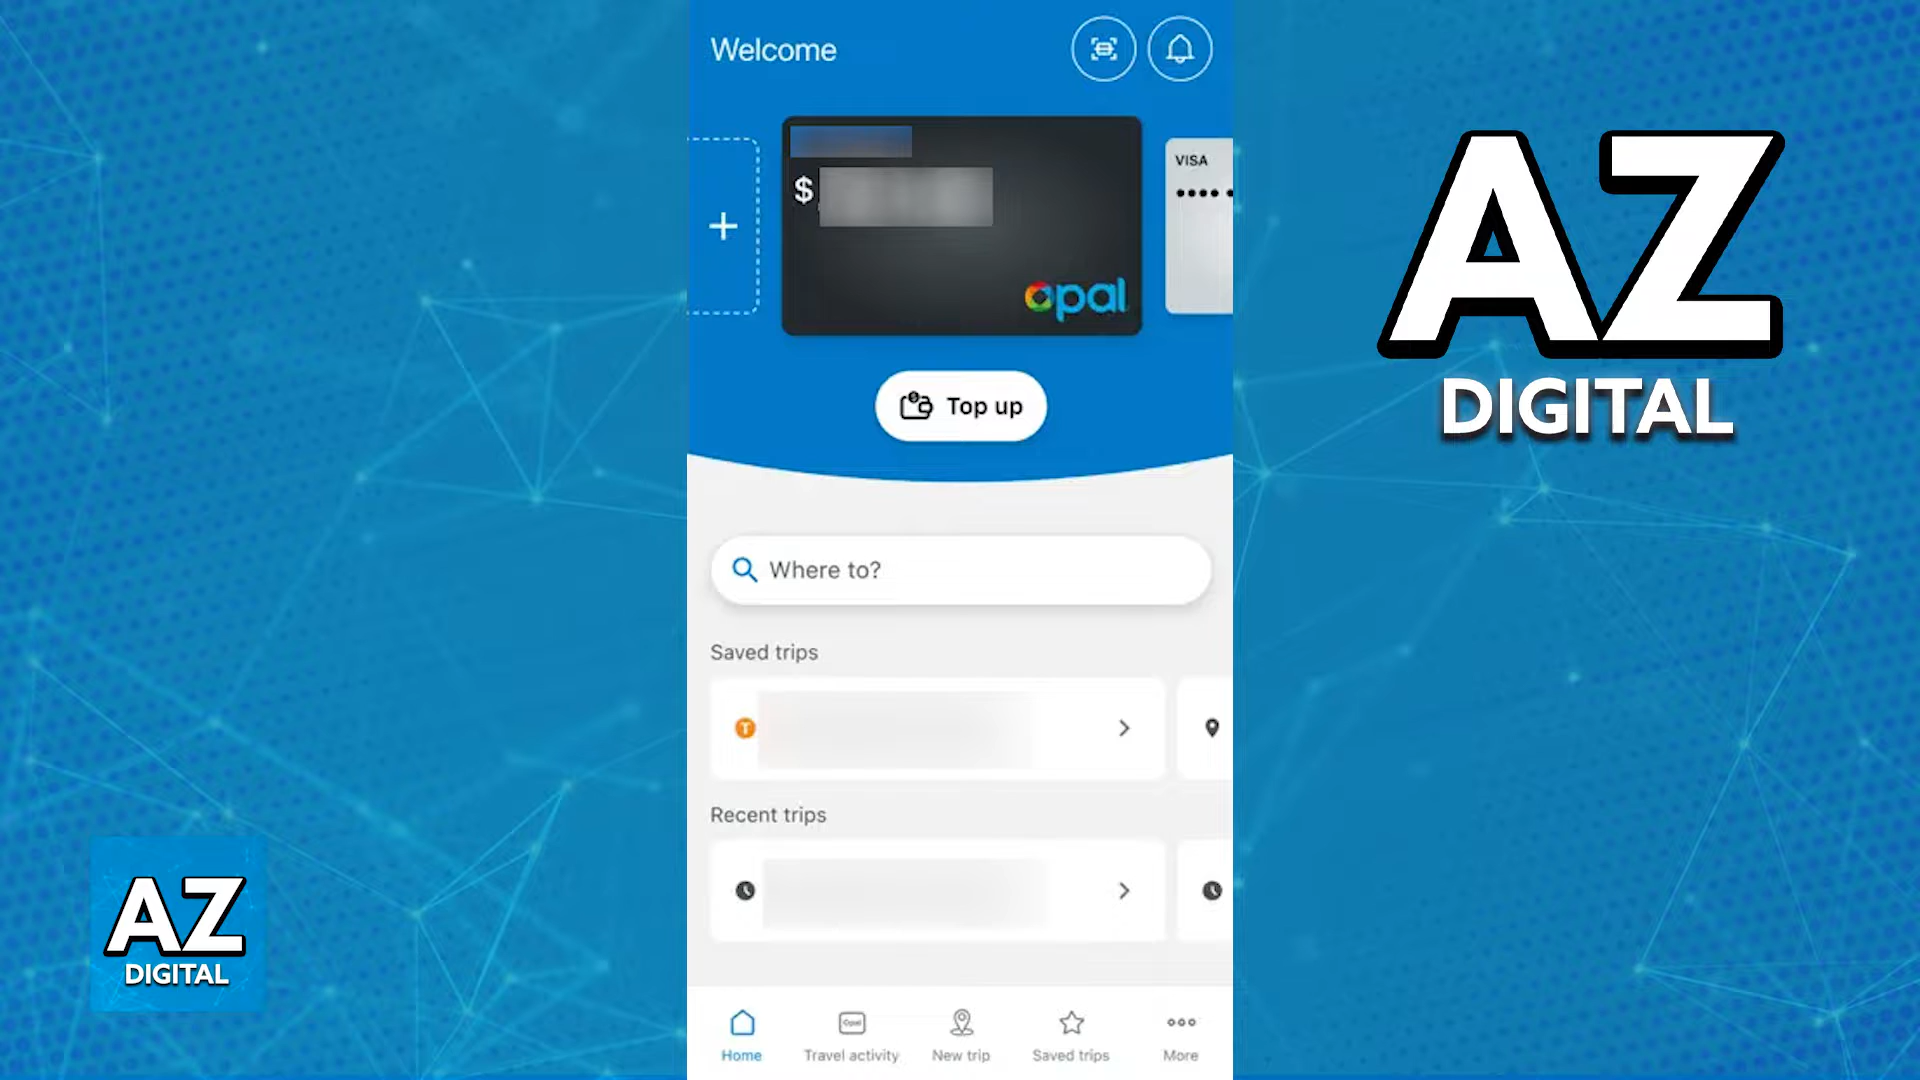 Welcome
$
opal
VISA
Top up
Where to?
Saved trips
T
Recent trips
Home
Opal
Travel activity
New trip
Saved trips
More
AZ
DIGITAL
AZ
DIGITAL